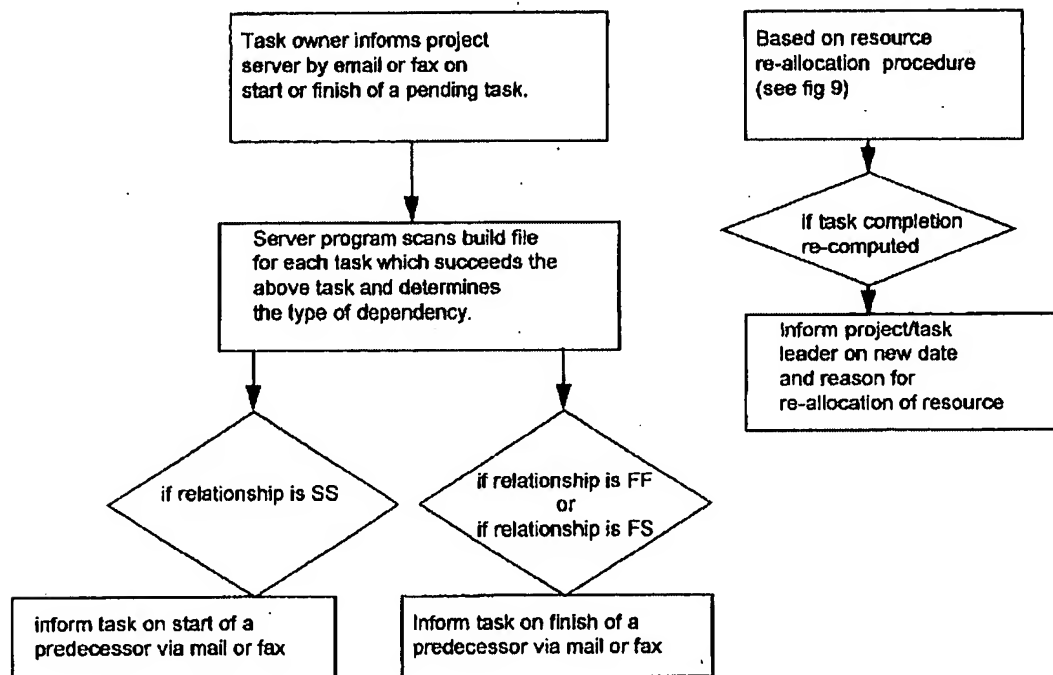 Task owner informs project
server by email or fax on
start or finish of a pending task.
Server program scans build file
for each task which succeeds the
above task and determines
the type of dependency.
if relationship is SS
if relationship is FF
or
if relationship is FS
inform task on start of a
predecessor via mail or fax
Inform task on finish of a
predecessor via mail or fax
Based on resource
re-allocation procedure
(see fig 9)
if task completion
re-computed
Inform project/task
leader on new date
and reason for
re-allocation of resource